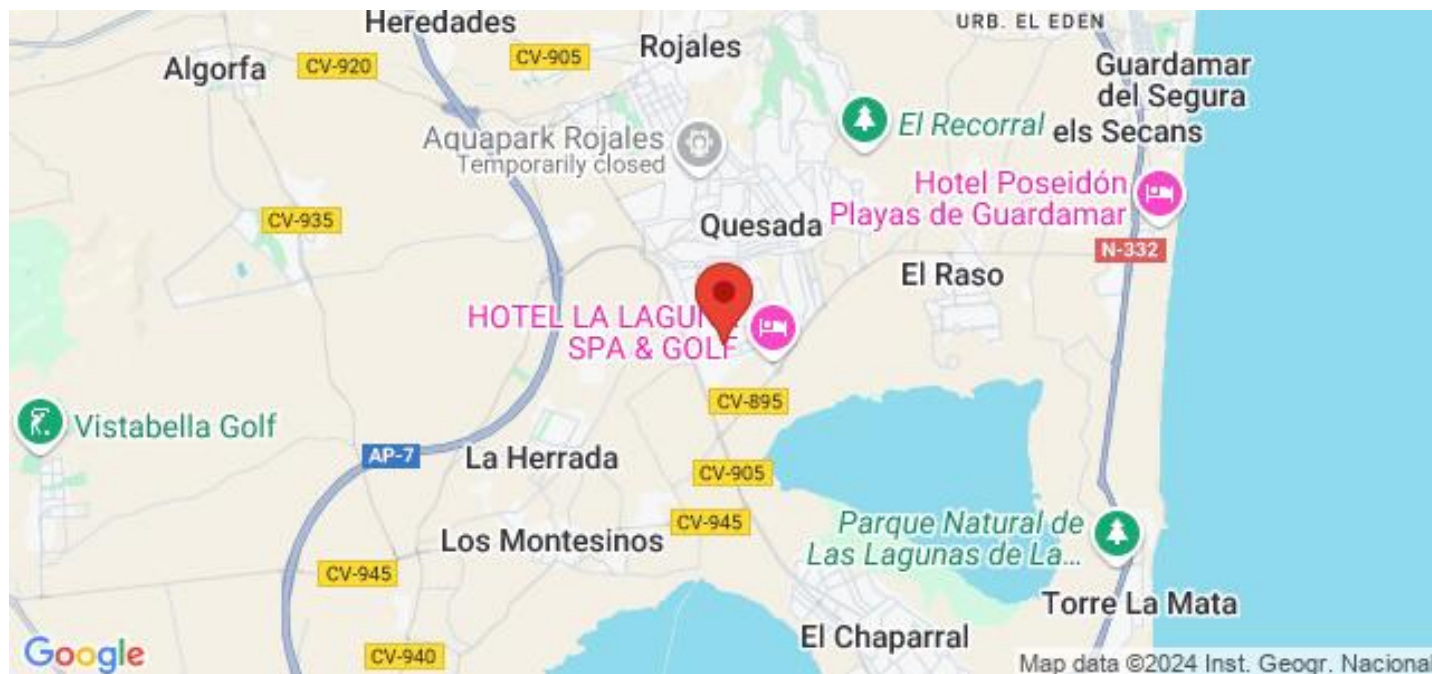 Heredades
Rojales
URB. EL EDEN
Algorfa
CV-920
CV-905
Guardamar
del Segura
Aquapark Rojales
Temporarily closed
El Recorral
els Secans
Hotel Poseidón
Playas de Guardamar
CV-935
Quesada
N-332
El Raso
HOTEL LA LAGUN
SPA & GOLF
CV-895
Vistabella Golf
AP-7
La Herrada
CV-905
CV-945
Parque Natural de
Las Lagunas de La...
Los Montesinos
CV-945
Torre La Mata
El Chaparral
Google
CV-940
Map data ©2024 Inst. Geogr. Nacional